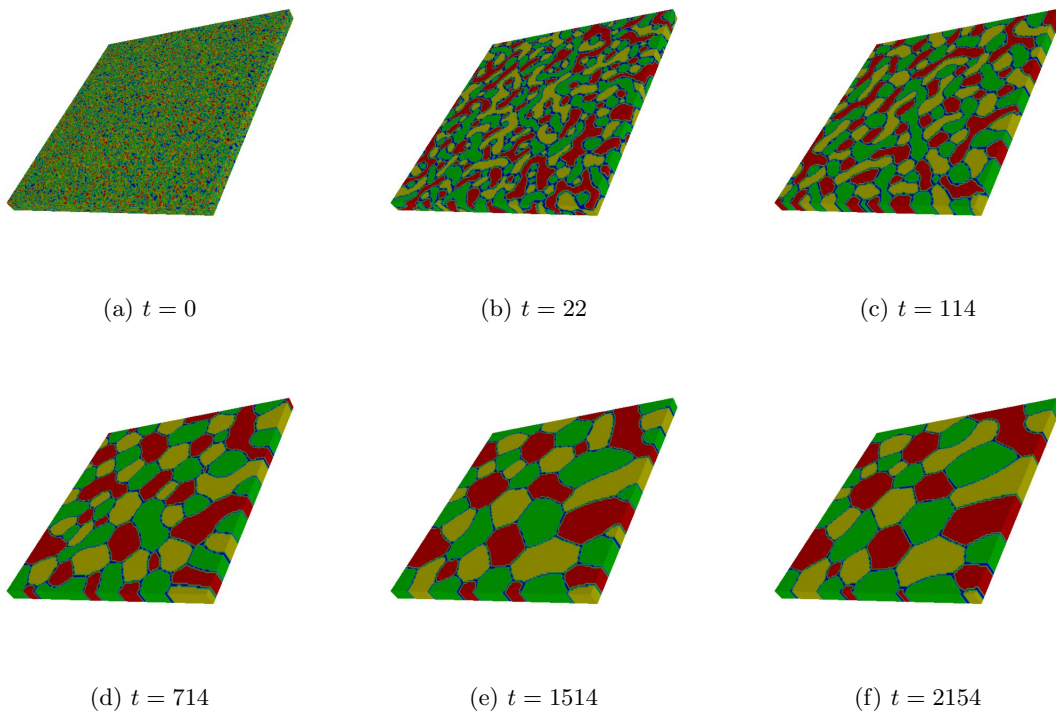 (a) t = 0
(b) t = 22
(c) t = 114
(d) t = 714
(e) t = 1514
(f) t = 2154